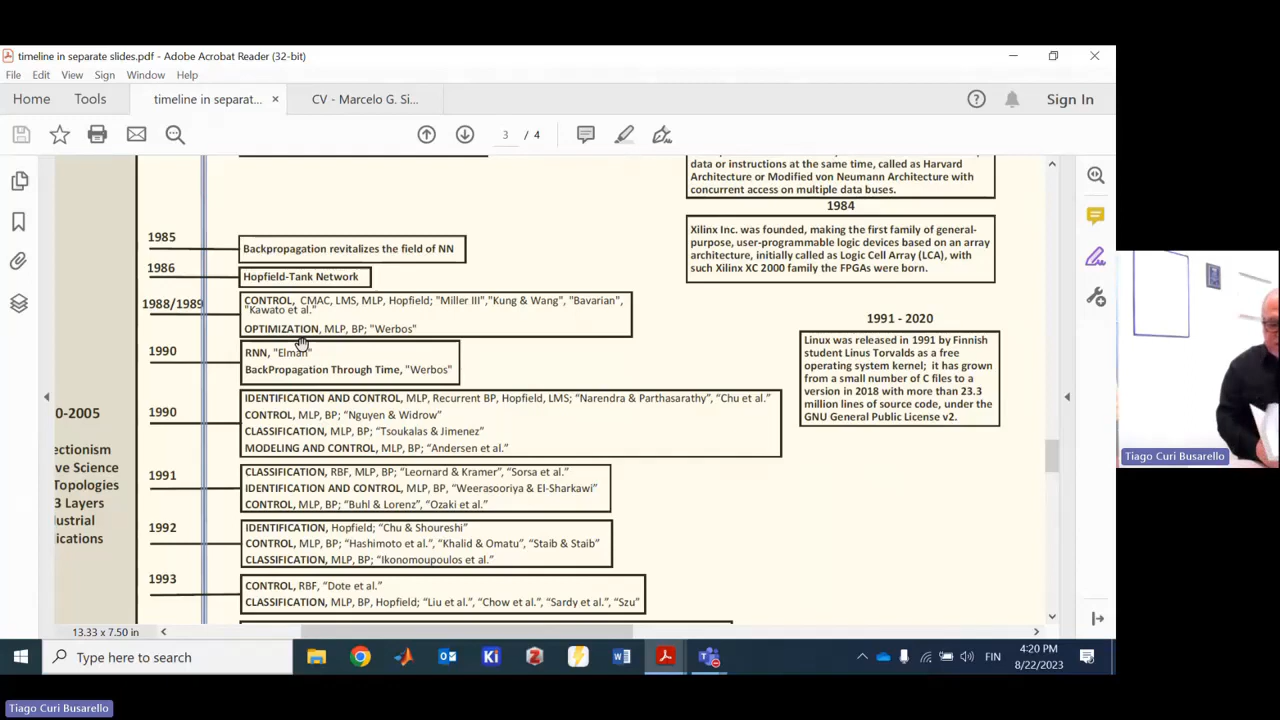 timeline in separate slides.pdf - Adobe Acrobat Reader (32-bit)
File Edit View Sign Window Help
Home Tools timeline in separat... × CV - Marcelo G. Si... Sign In
3 / 4
data or instructions at the same time, called as Harvard
Architecture or Modified von Neumann Architecture with
concurrent access on multiple data buses.
1984
Xilinx Inc. was founded, making the first family of general-
purpose, user-programmable logic devices based on an array
architecture, initially called as Logic Cell Array (LCA), with
such Xilinx XC 2000 family the FPGAs were born.
1985
Backpropagation revitalizes the field of NN
1986
Hopfield-Tank Network
1988/1989
CONTROL, CMAC, LMS, MLP, Hopfield; "Miller III","Kung & Wang", "Bavarian",
"Kawato et al."
OPTIMIZATION, MLP, BP; "Werbos"
1990
RNN, "Elman"
BackPropagation Through Time, "Werbos"
1991 - 2020
Linux was released in 1991 by Finnish
student Linus Torvalds as a free
operating system kernel; it has grown
from a small number of C files to a
version in 2018 with more than 23.3
million lines of source code, under the
GNU General Public License v2.
1990
IDENTIFICATION AND CONTROL, MLP, Recurrent BP, Hopfield, LMS; “Narendra & Parthasarathy”, “Chu et al.”
CONTROL, MLP, BP; “Nguyen & Widrow”
CLASSIFICATION, MLP, BP; “Tsoukalas & Jimenez”
MODELING AND CONTROL, MLP, BP; “Andersen et al.”
0-2005
ectionism
ve Science
Topologies
3 Layers
lustrial
lications
1991
CLASSIFICATION, RBF, MLP, BP; “Leornard & Kramer”, “Sorsa et al.”
IDENTIFICATION AND CONTROL, MLP, BP, “Weerasooriya & El-Sharkawi”
CONTROL, MLP, BP; “Buhl & Lorenz”, “Ozaki et al.”
1992
IDENTIFICATION, Hopfield; “Chu & Shoureshi”
CONTROL, MLP, BP; “Hashimoto et al.”, “Khalid & Omatu”, “Staib & Staib”
CLASSIFICATION, MLP, BP; “Ikonomoupoulos et al.”
1993
CONTROL, RBF, “Dote et al.”
CLASSIFICATION, MLP, BP, Hopfield; “Liu et al.”, “Chow et al.”, “Sardy et al.”, “Szu”
13.33 x 7.50 in
Tiago Curi Busarello
Type here to search
Ki
FIN
4:20 PM
8/22/2023
Tiago Curi Busarello